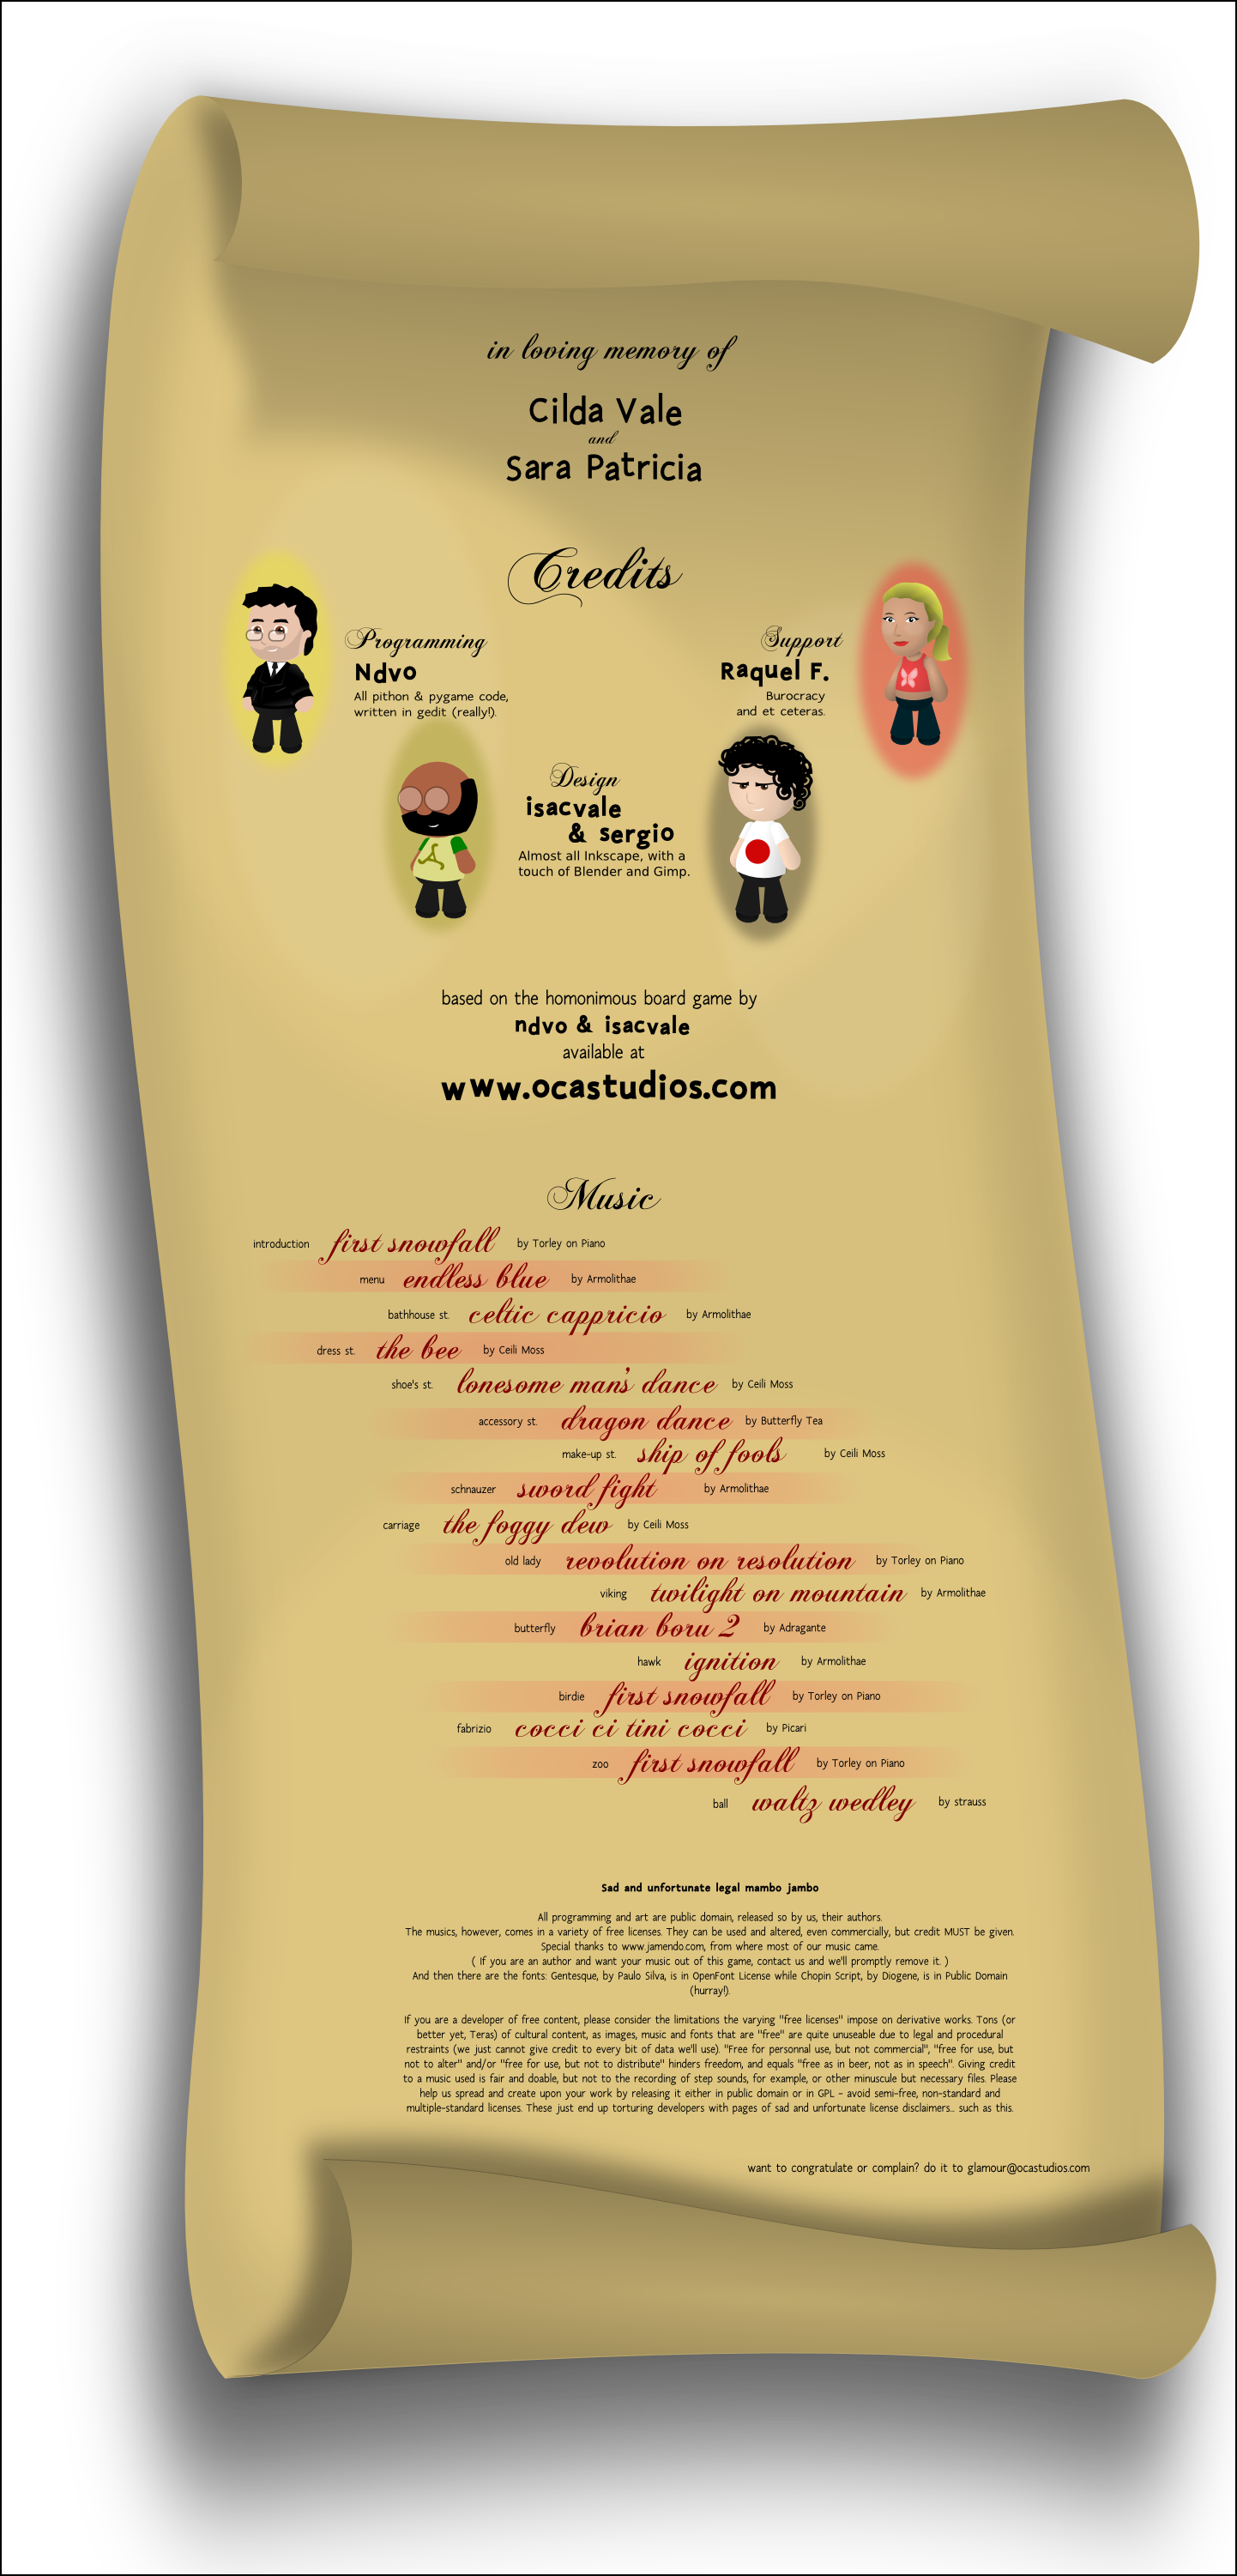 in loving memory of
Cilda Vale
and
Sara Patricia
Credits
Programming
Ndvo
All pithon & pygame code,
written in gedit (really!).
Support
Raquel F.
Burocracy
and et ceteras.
Design
isacvale
& sergio
Almost all Inkscape, with a
touch of Blender and Gimp.
based on the homonimous board game by
ndvo & isacvale
available at
www.ocastudios.com
Music
introduction first snowfall by Torley on Piano
menu endless blue by Armolithae
bathhouse st. celtic cappricio by Armolithae
dress st. the bee by Ceili Moss
shoe's st. lonesome man's dance by Ceili Moss
accessory st. dragon dance by Butterfly Tea
make-up st. ship of fools by Ceili Moss
schnauzer sword fight by Armolithae
carriage the foggy dew by Ceili Moss
old lady revolution on resolution by Torley on Piano
viking twilight on mountain by Armolithae
butterfly brian boru 2 by Adragante
hawk ignition by Armolithae
birdie first snowfall by Torley on Piano
fabrizio cocci ci tini cocci by Picari
zoo first snowfall by Torley on Piano
ball waltz wedley by strauss
Sad and unfortunate legal mambo jambo
All programming and art are public domain, released so by us, their authors.
The musics, however, comes in a variety of free licenses. They can be used and altered, even commercially, but credit MUST be given.
Special thanks to www.jamendo.com, from where most of our music came.
( If you are an author and want your music out of this game, contact us and we'll promptly remove it. )
And then there are the fonts: Gentesque, by Paulo Silva, is in OpenFont License while Chopin Script, by Diogene, is in Public Domain
(hurray!).
If you are a developer of free content, please consider the limitations the varying "free licenses" impose on derivative works. Tons (or
better yet, Teras) of cultural content, as images, music and fonts that are "free" are quite unuseable due to legal and procedural
restraints (we just cannot give credit to every bit of data we'll use). "Free for personnal use, but not commercial", "free for use, but
not to alter" and/or "free for use, but not to distribute" hinders freedom, and equals "free as in beer, not as in speech". Giving credit
to a music used is fair and doable, but not to the recording of step sounds, for example, or other minuscule but necessary files. Please
help us spread and create upon your work by releasing it either in public domain or in GPL - avoid semi-free, non-standard and
multiple-standard licenses. These just end up torturing developers with pages of sad and unfortunate license disclaimers... such as this.
want to congratulate or complain? do it to glamour@ocastudios.com